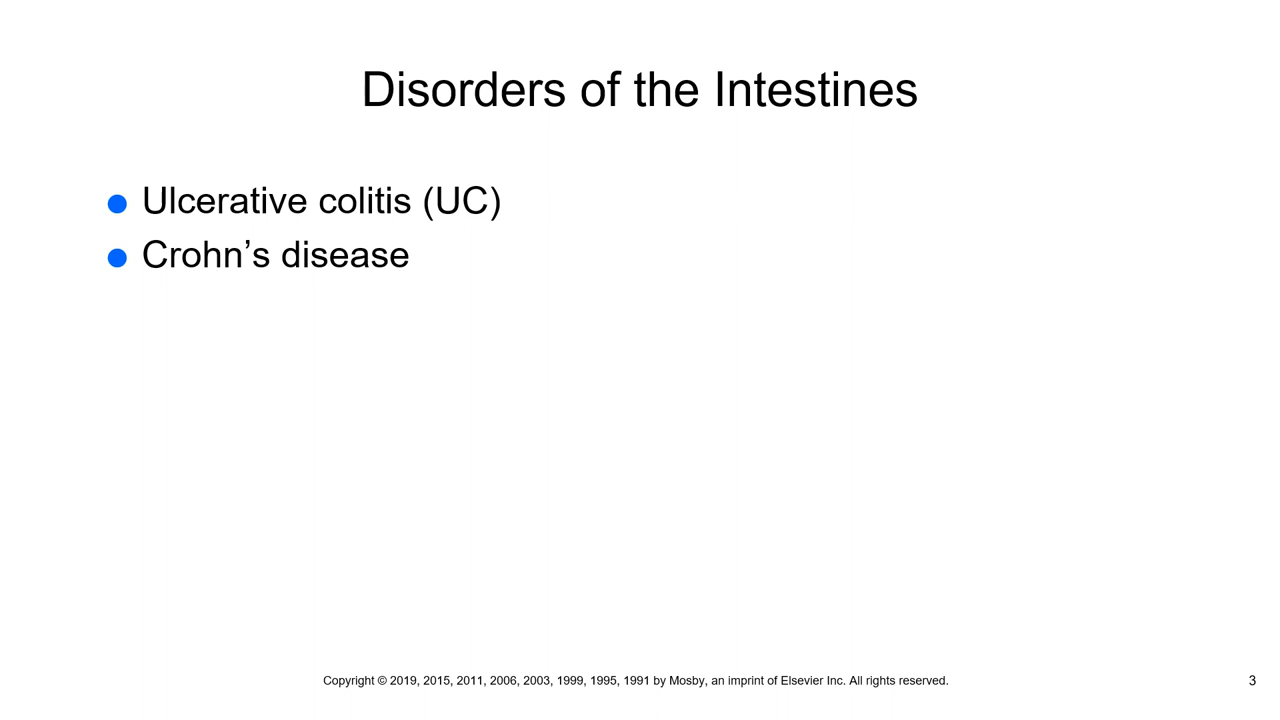 Disorders of the Intestines
Ulcerative colitis (UC)
Crohn’s disease
Copyright © 2019, 2015, 2011, 2006, 2003, 1999, 1995, 1991 by Mosby, an imprint of Elsevier Inc. All rights reserved.
3